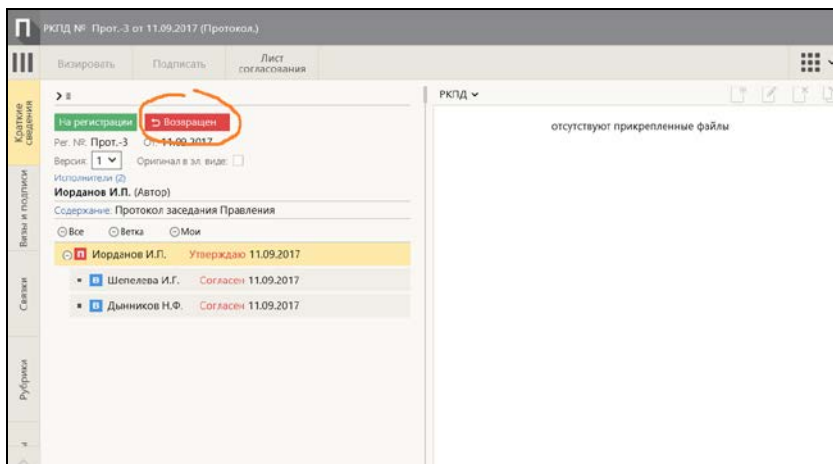 П
РКПД № Прот.-3 от 11.09.2017 (Протокол.)
Визировать Подписать Лист согласования
Краткие сведения
Визы и подписи
Связки
Рубрики
На регистрации Возвращен
Рег. №: Прот.-3 От: 11.09.2017
Версия: 1 Оригинал в эл. виде:
Исполнители (2)
Иорданов И.П. (Автор)
Содержание: Протокол заседания Правления
Все Ветка Мои
П Иорданов И.П. Утверждаю 11.09.2017
В Шепелева И.Г. Согласен 11.09.2017
В Дынников Н.Ф. Согласен 11.09.2017
РКПД
отсутствуют прикрепленные файлы